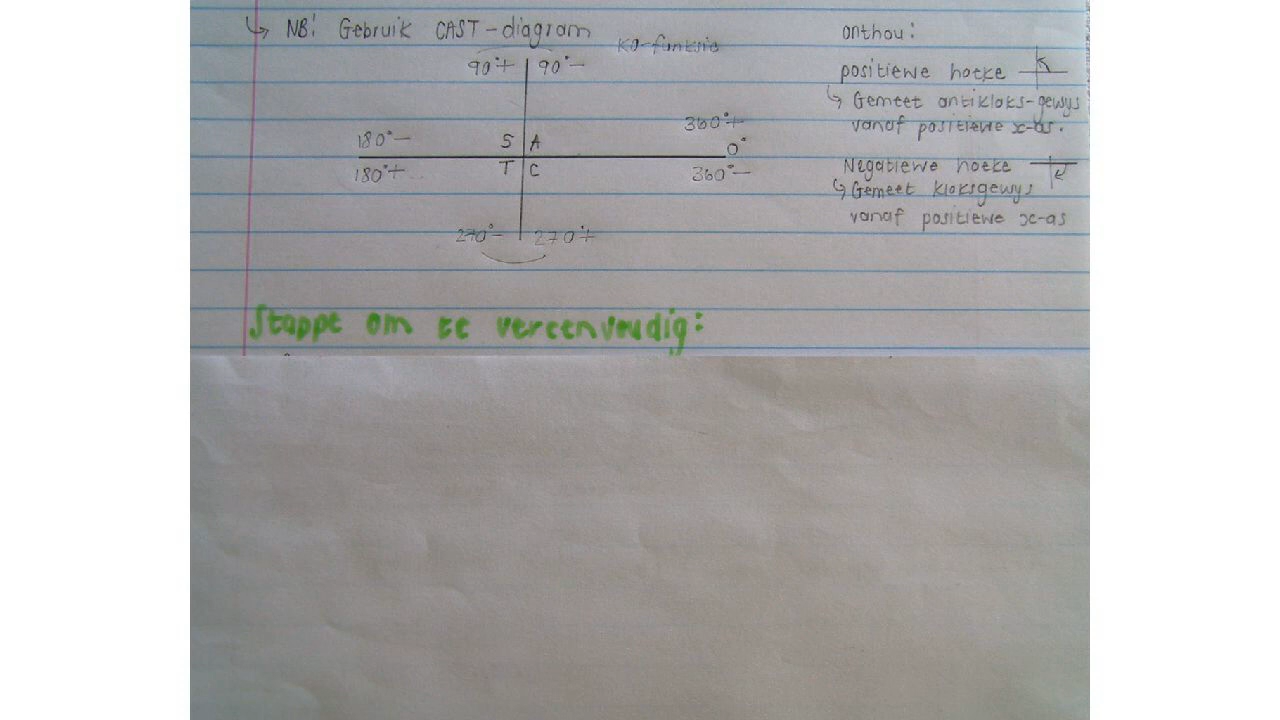 ↳ NB! Gebruik CAST-diagram
ko-funksie
90°+ 90°-
180°- S A 360°+
0°
180°+ T C 360°-
270°- 270°+
onthou:
positiewe hoeke
↳ Gemeet antikloks-gewys
vanaf positiewe x-as.
Negatiewe hoeke
↳ Gemeet kloksgewys
vanaf positiewe x-as
Stappe om te vereenvoudig: